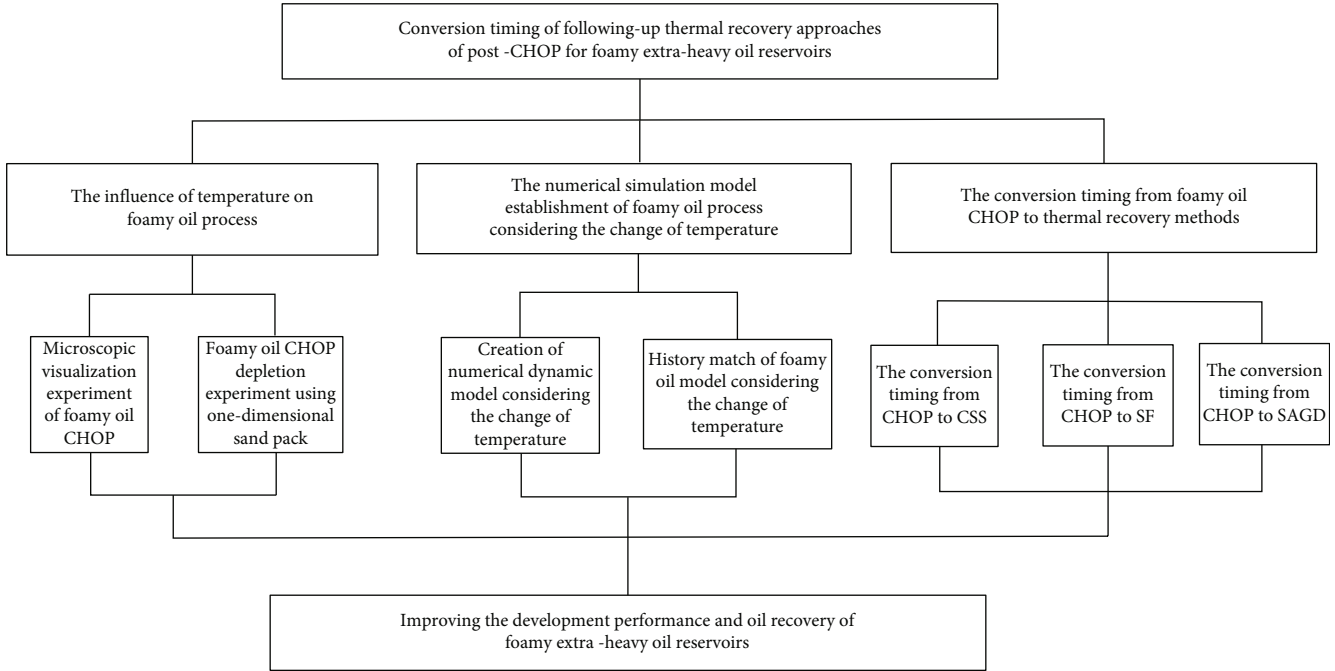 Conversion timing of following-up thermal recovery approaches
of post -CHOP for foamy extra-heavy oil reservoirs
The influence of temperature on
foamy oil process
The numerical simulation model
establishment of foamy oil process
considering the change of temperature
The conversion timing from foamy oil
CHOP to thermal recovery methods
Microscopic
visualization
experiment
of foamy oil
CHOP
Foamy oil CHOP
depletion
experiment using
one-dimensional
sand pack
Creation of
numerical dynamic
model considering
the change of
temperature
History match of foamy
oil model considering
the change of
temperature
The conversion
timing from
CHOP to CSS
The conversion
timing from
CHOP to SF
The conversion
timing from
CHOP to SAGD
Improving the development performance and oil recovery of
foamy extra -heavy oil reservoirs